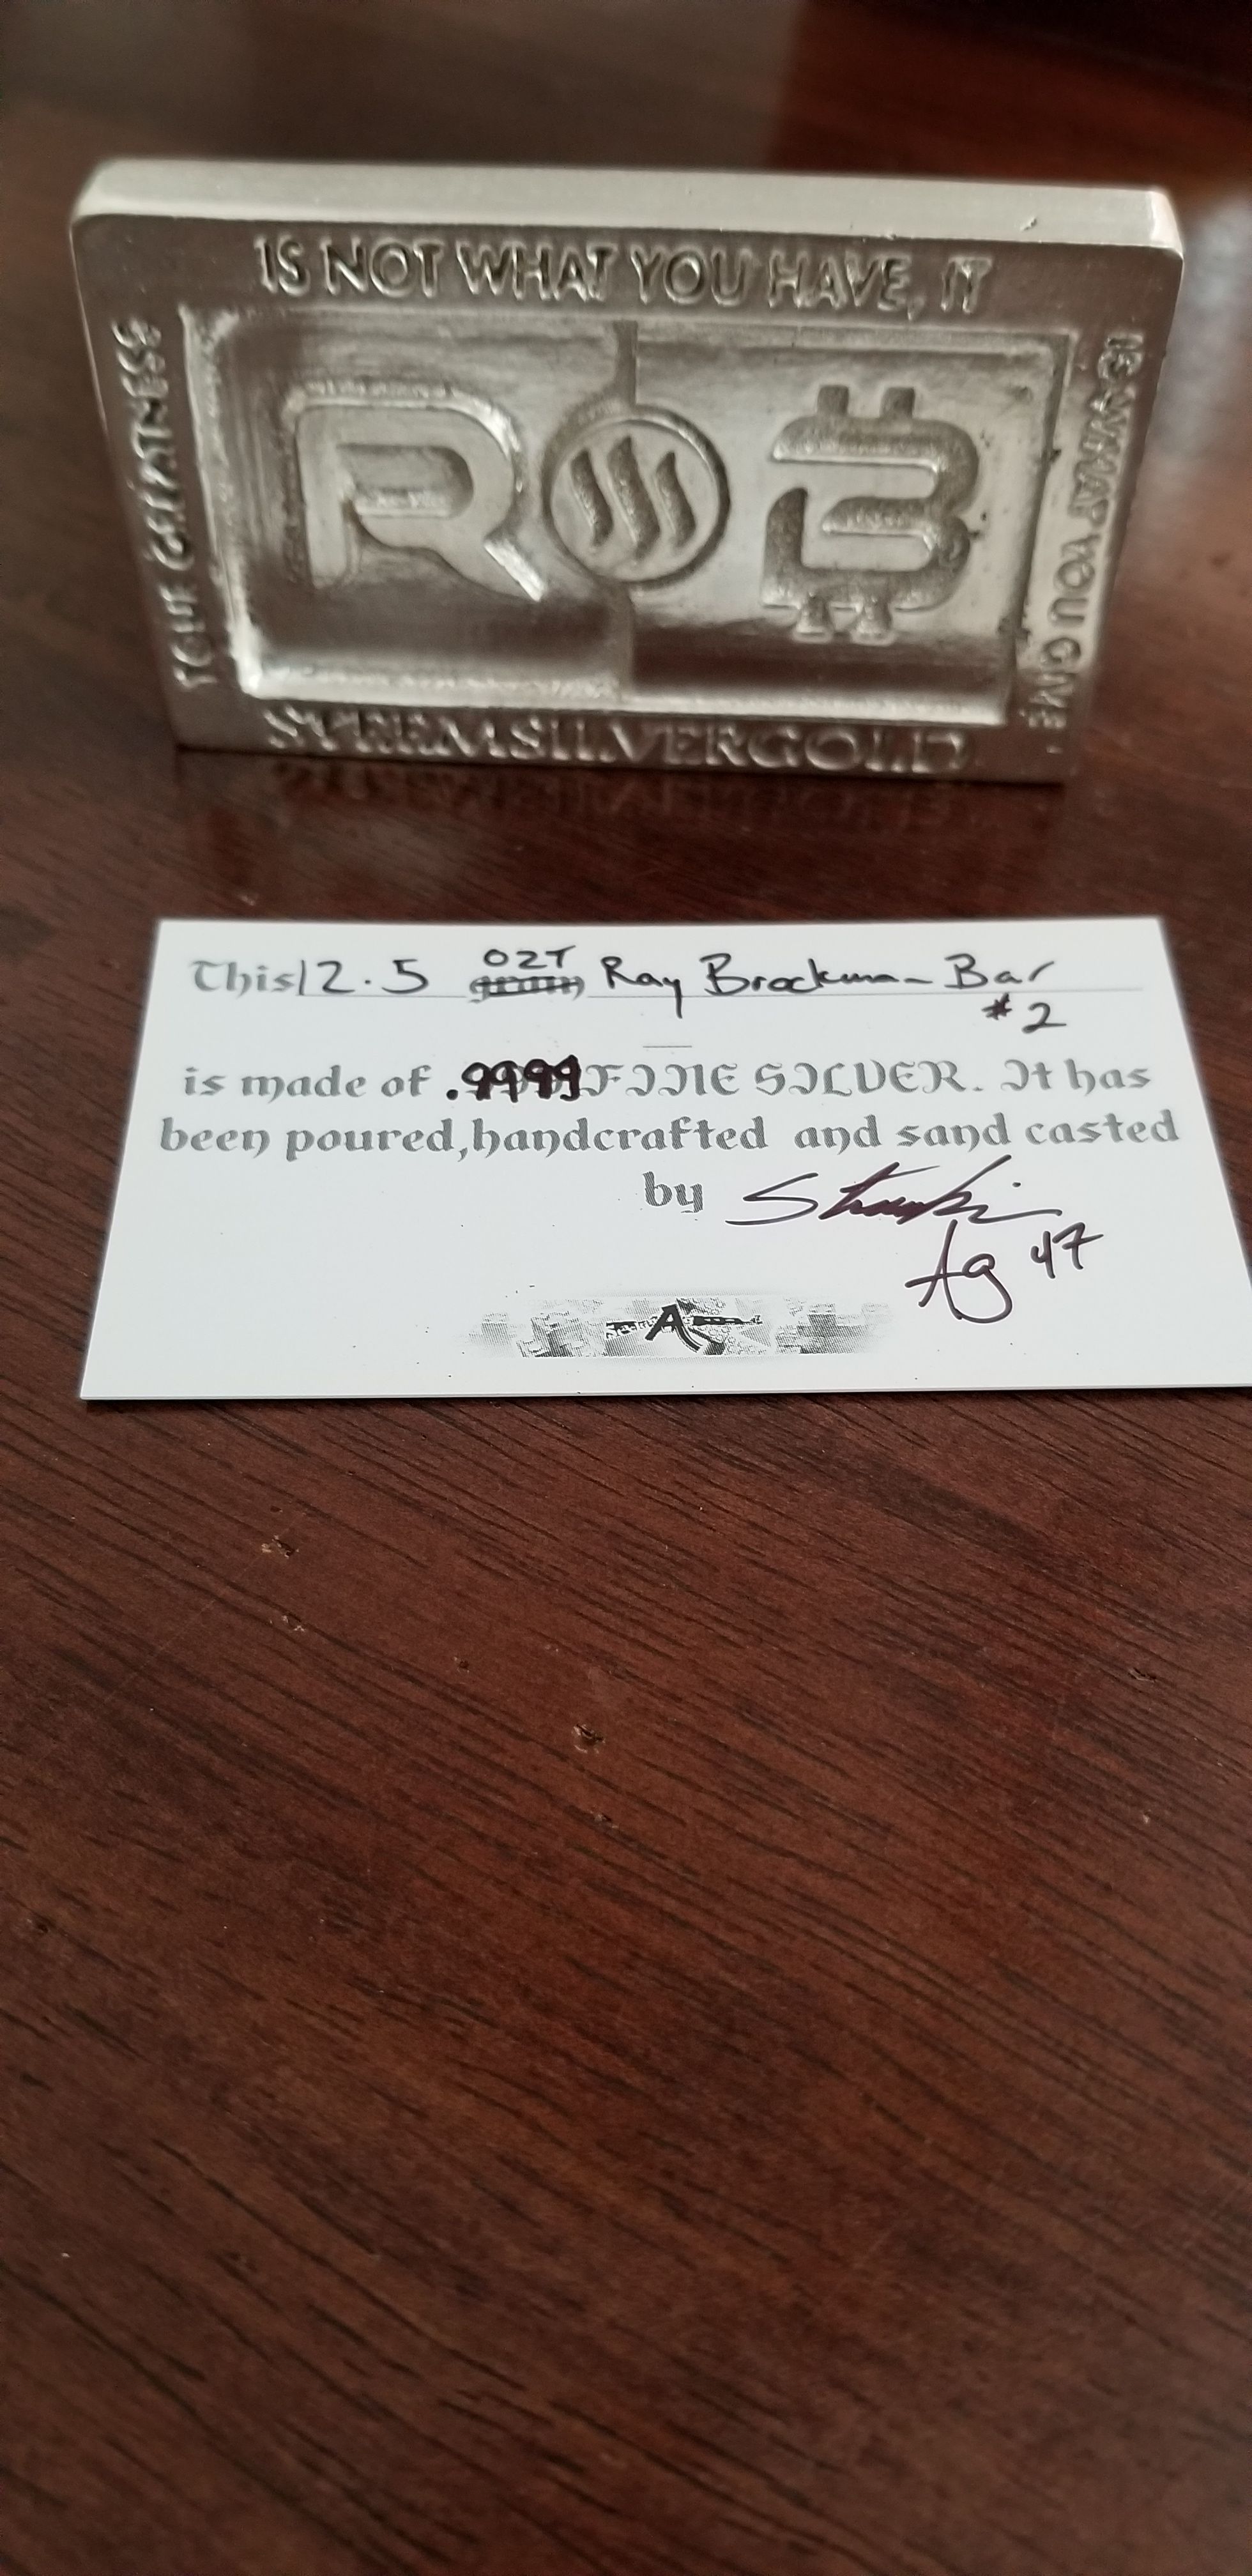 IS NOT WHAT YOU HAVE, IT
YOUR GREATNESS
IS WHAT YOU GIVE
R B
STEEMSILVERGOLD
This 12.5 OZT Ray Brockman Bar
#2
is made of .9999 FINE SILVER. It has
been poured,handcrafted and sand casted
by
Ag 47
A